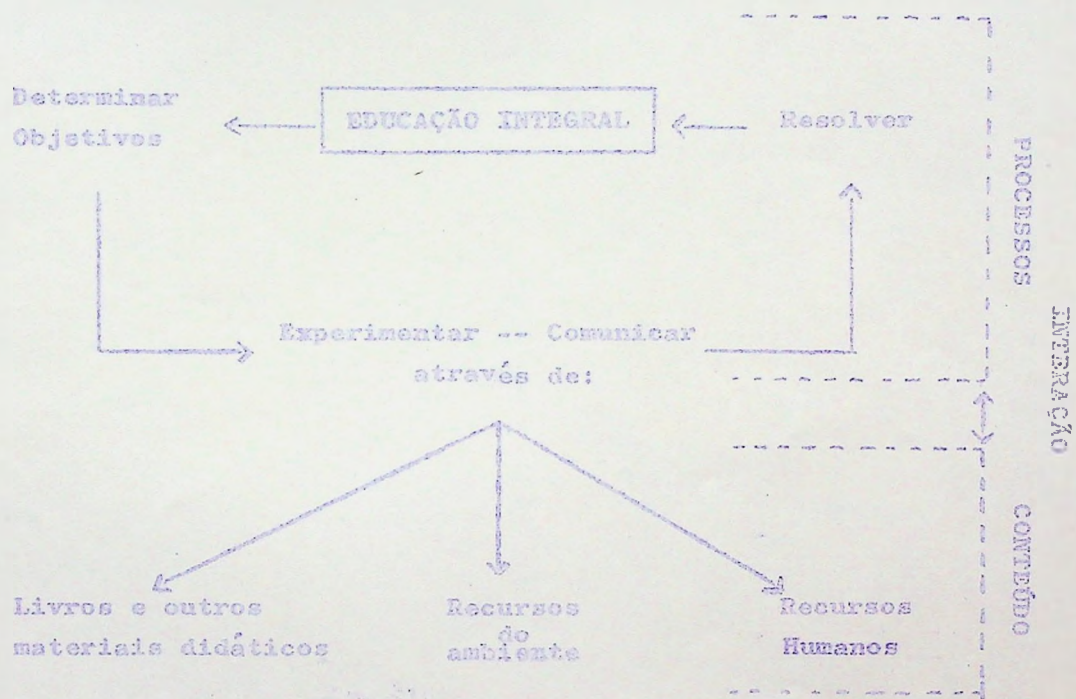 Determinar
Objetivos
EDUCAÇÃO INTEGRAL
Resolver
Experimentar -- Comunicar
através de:
Livros e outros
materiais didáticos
Recursos
do
ambiente
Recursos
Humanos
PROCESSOS
INTERAÇÃO
CONTEÚDO